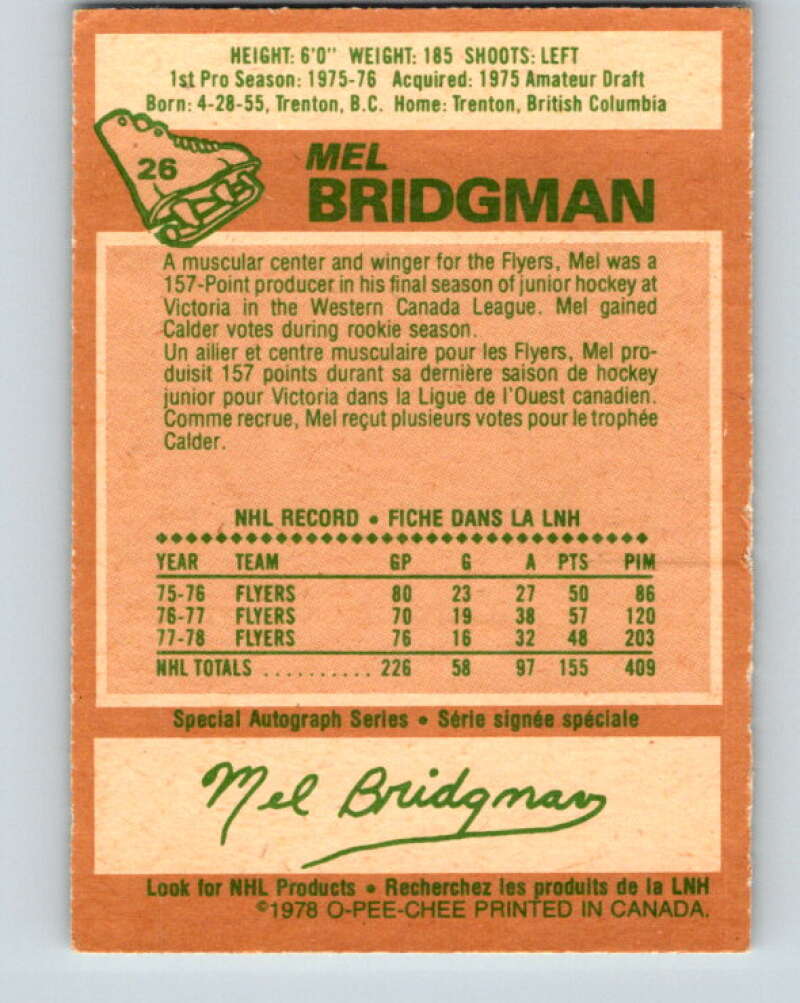 HEIGHT: 6'0" WEIGHT: 185 SHOOTS: LEFT
1st Pro Season: 1975-76 Acquired: 1975 Amateur Draft
Born: 4-28-55, Trenton, B.C. Home: Trenton, British Columbia
26
MEL
BRIDGMAN
A muscular center and winger for the Flyers, Mel was a
157-Point producer in his final season of junior hockey at
Victoria in the Western Canada League. Mel gained
Calder votes during rookie season.
Un ailier et centre musculaire pour les Flyers, Mel pro-
duisit 157 points durant sa dernière saison de hockey
junior pour Victoria dans la Ligue de l'Ouest canadien.
Comme recrue, Mel reçut plusieurs votes pour le trophée
Calder.
NHL RECORD • FICHE DANS LA LNH
YEAR TEAM GP G A PTS PIM
75-76 FLYERS 80 23 27 50 86
76-77 FLYERS 70 19 38 57 120
77-78 FLYERS 76 16 32 48 203
NHL TOTALS .......... 226 58 97 155 409
Special Autograph Series • Série signée spéciale
Mel Bridgman
Look for NHL Products • Recherchez les produits de la LNH
©1978 O-PEE-CHEE PRINTED IN CANADA.